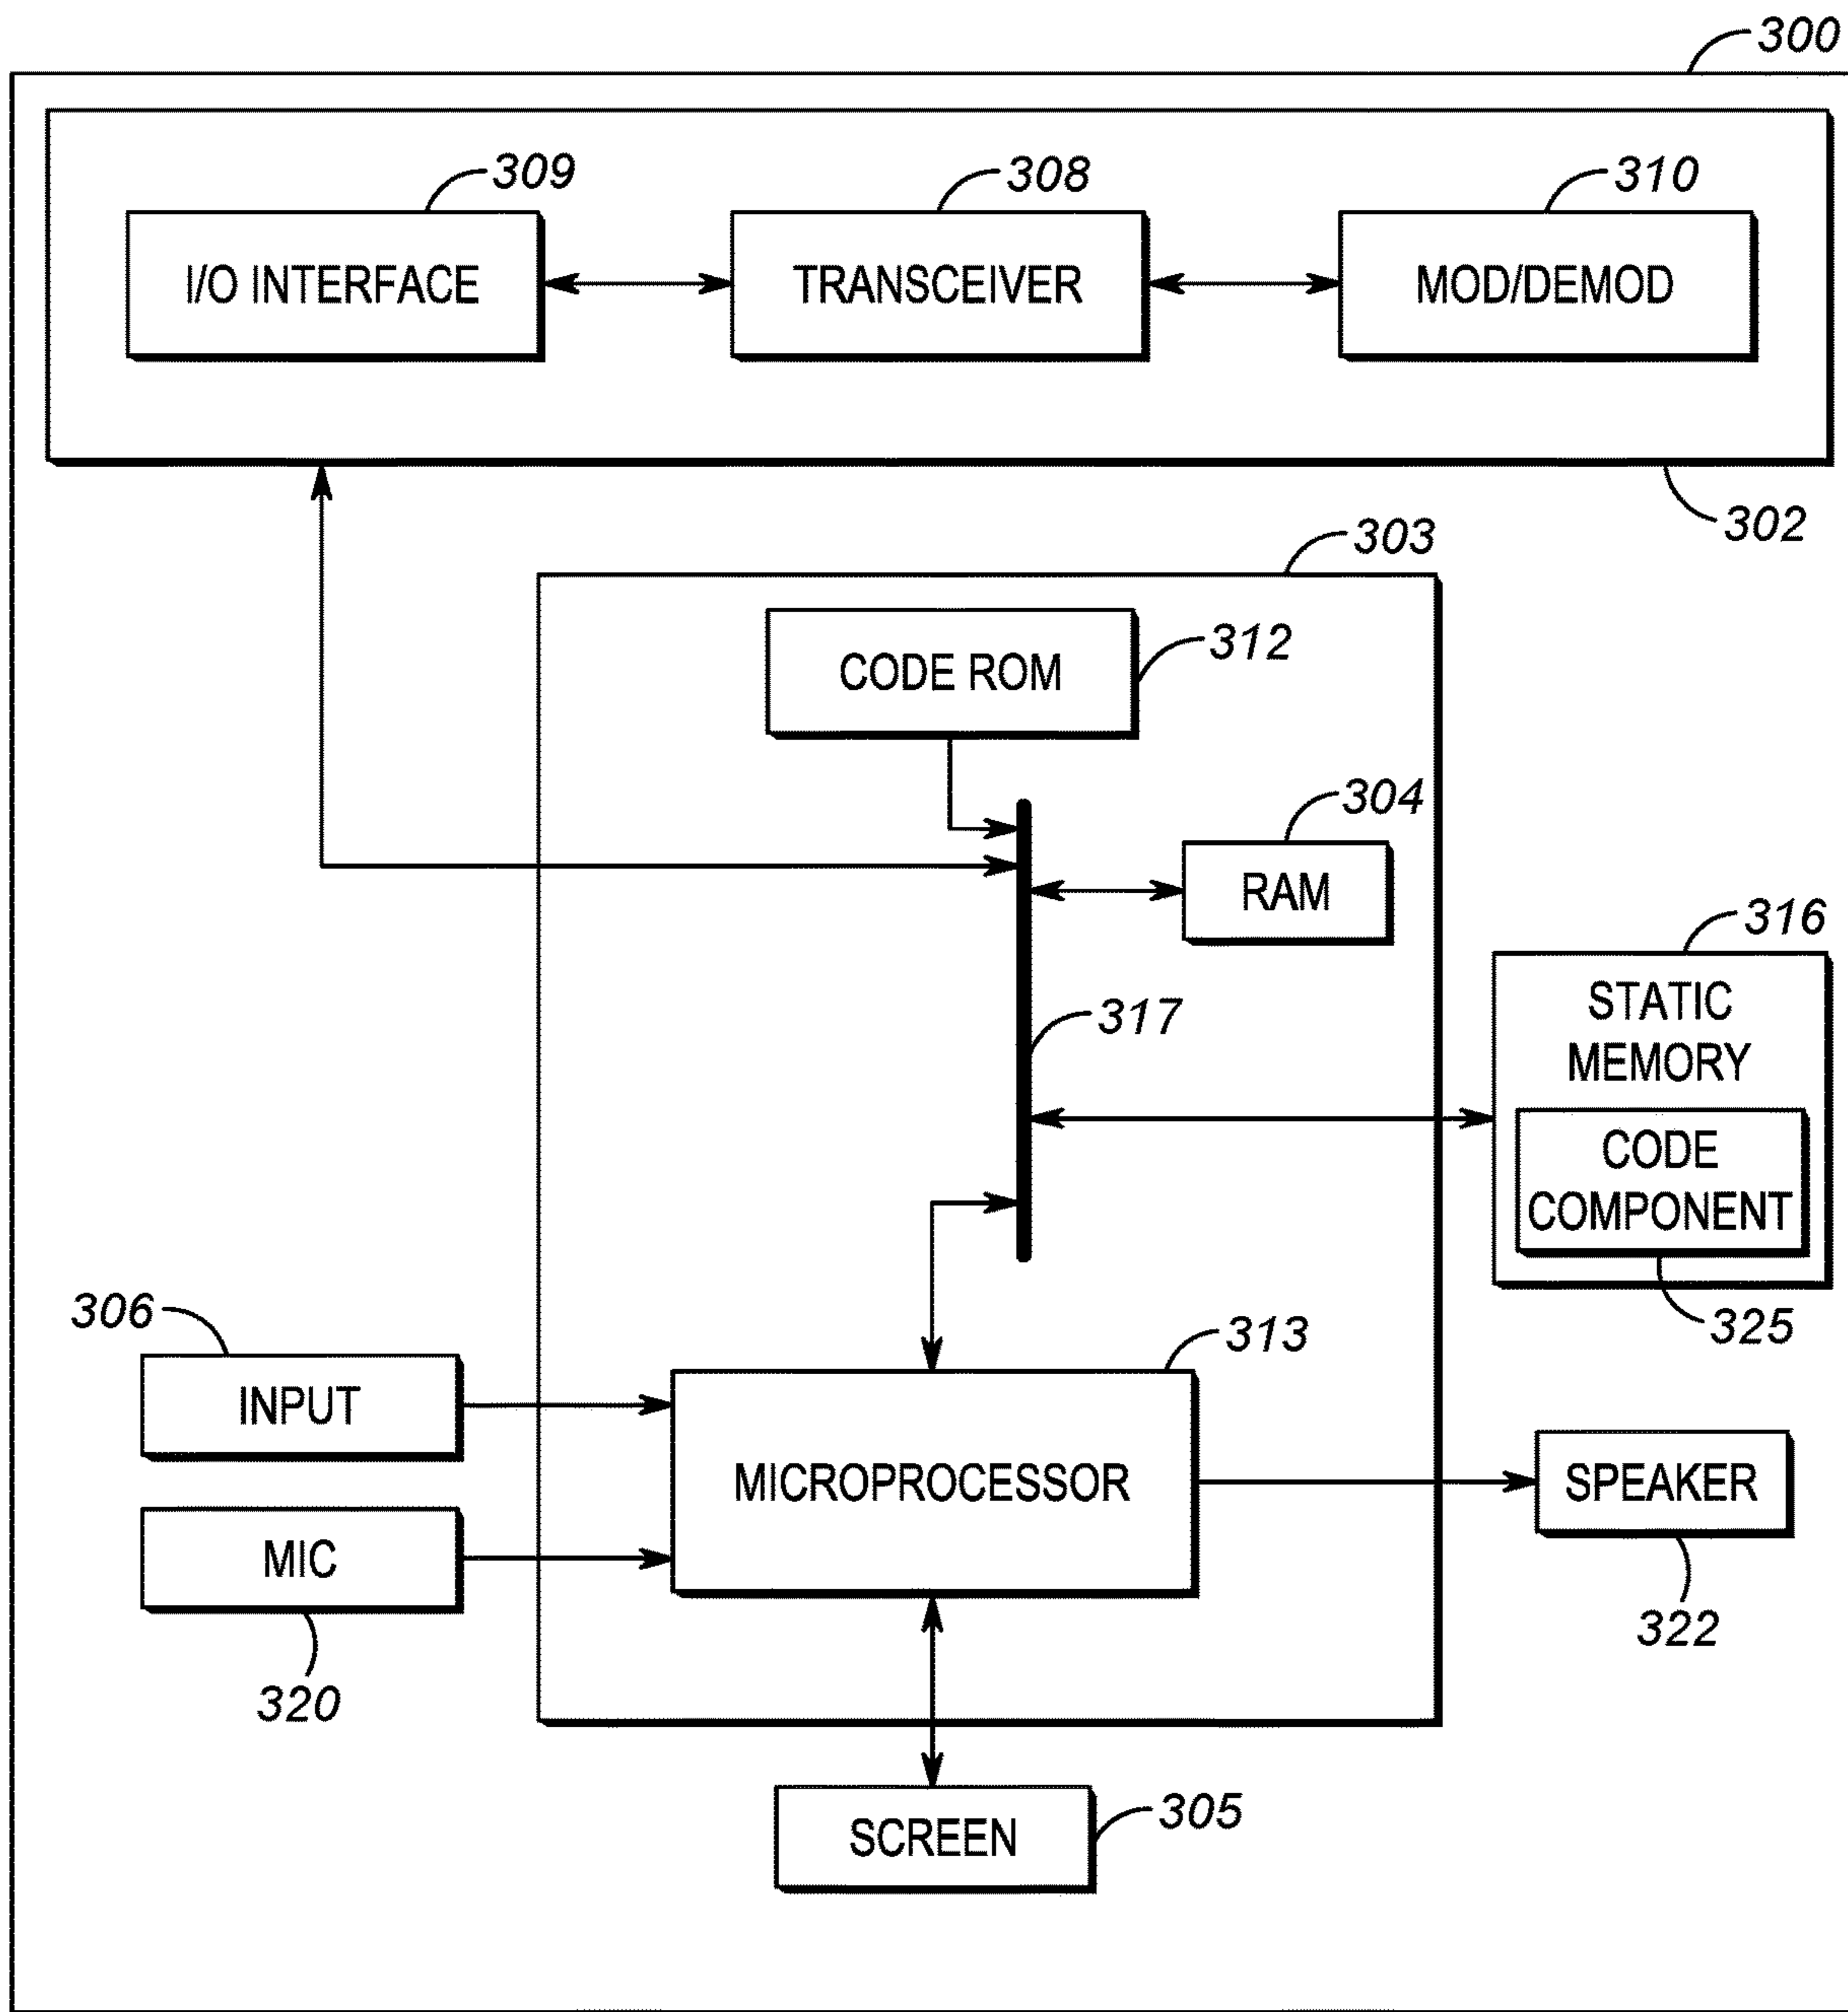 300
309
308
310
I/O INTERFACE
TRANSCEIVER
MOD/DEMOD
302
303
CODE ROM
312
304
RAM
316
STATIC
MEMORY
317
CODE
COMPONENT
325
306
INPUT
313
MICROPROCESSOR
SPEAKER
322
MIC
320
SCREEN
305